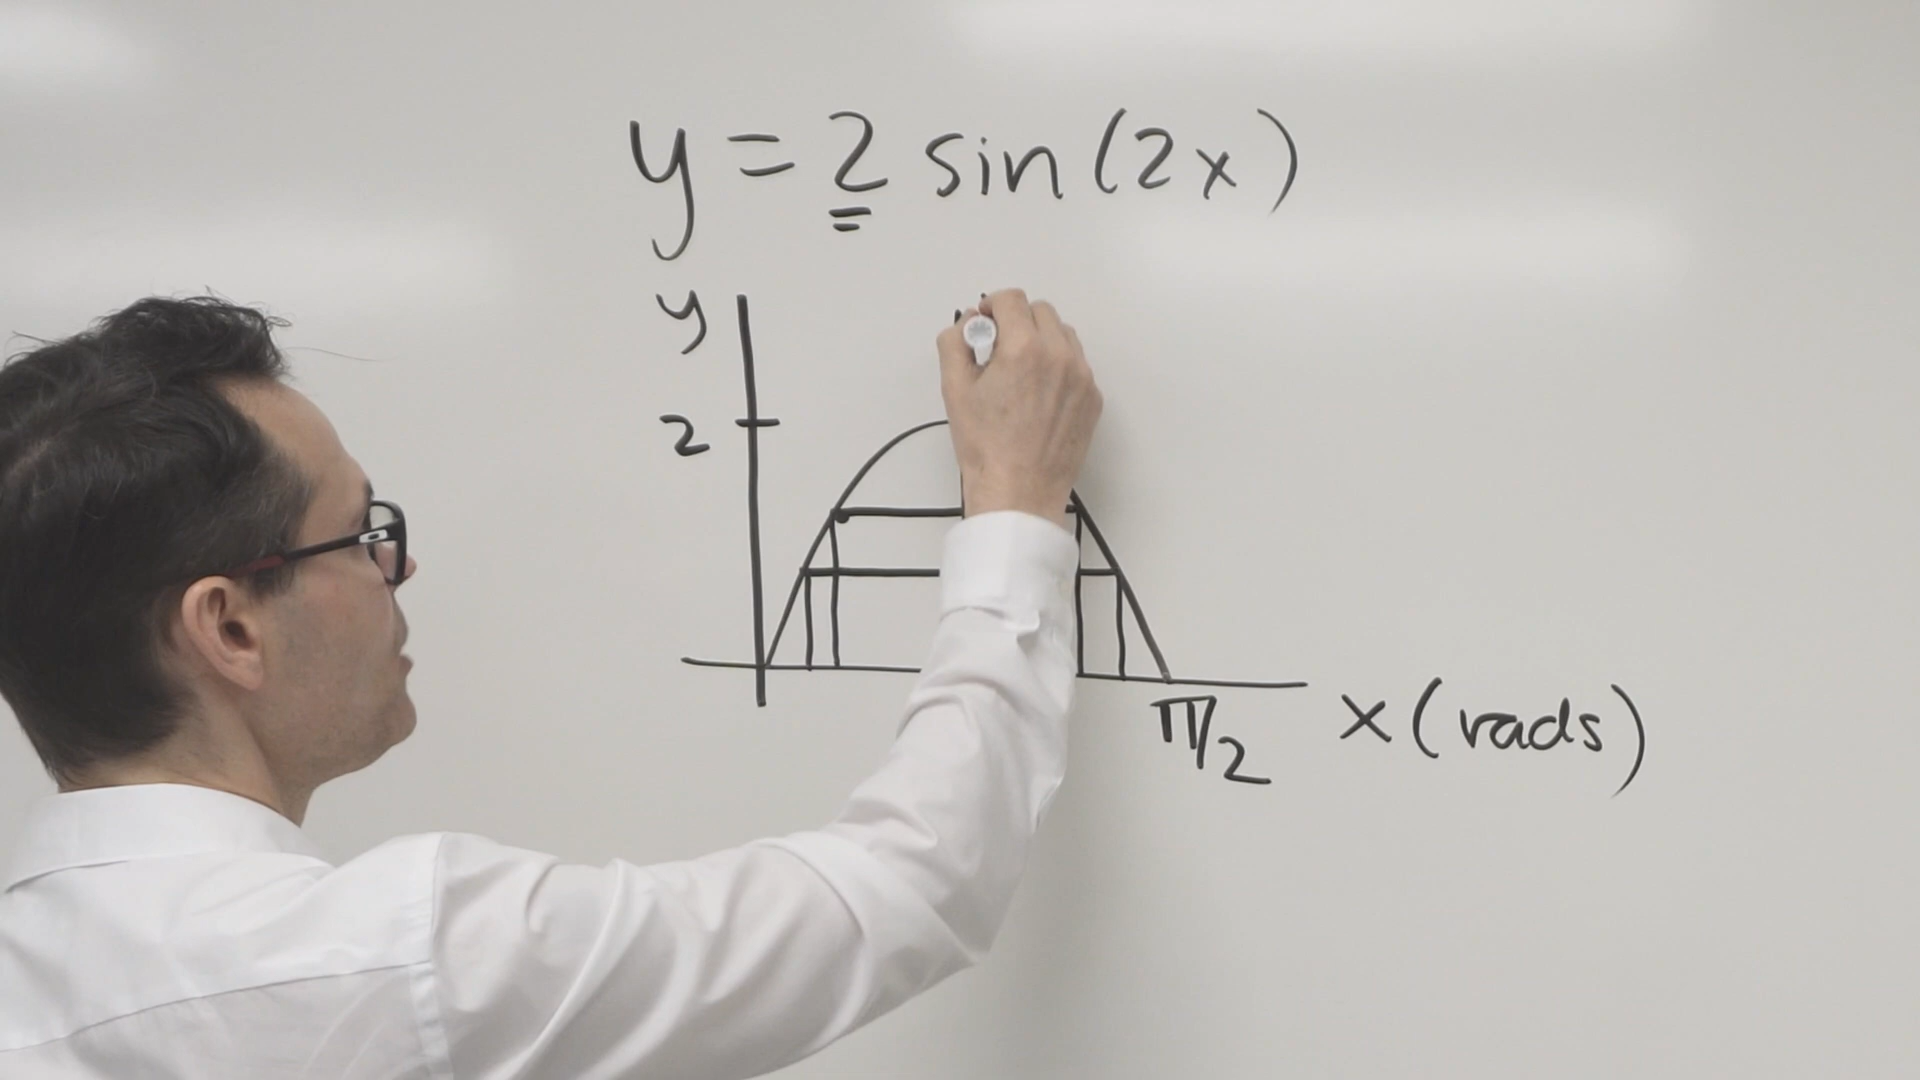 y = 2 sin(2x)
y
2
π/2
x (rads)